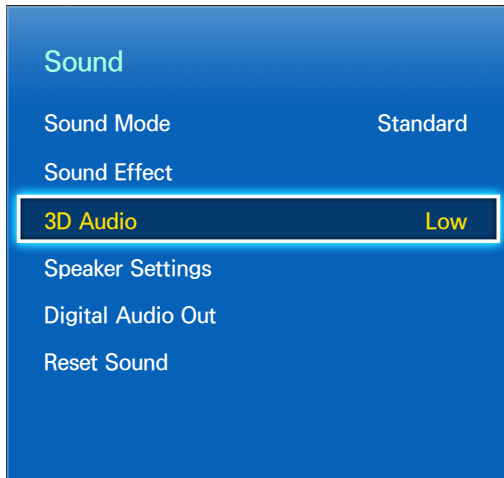 Sound
Sound Mode Standard
Sound Effect
3D Audio Low
Speaker Settings
Digital Audio Out
Reset Sound